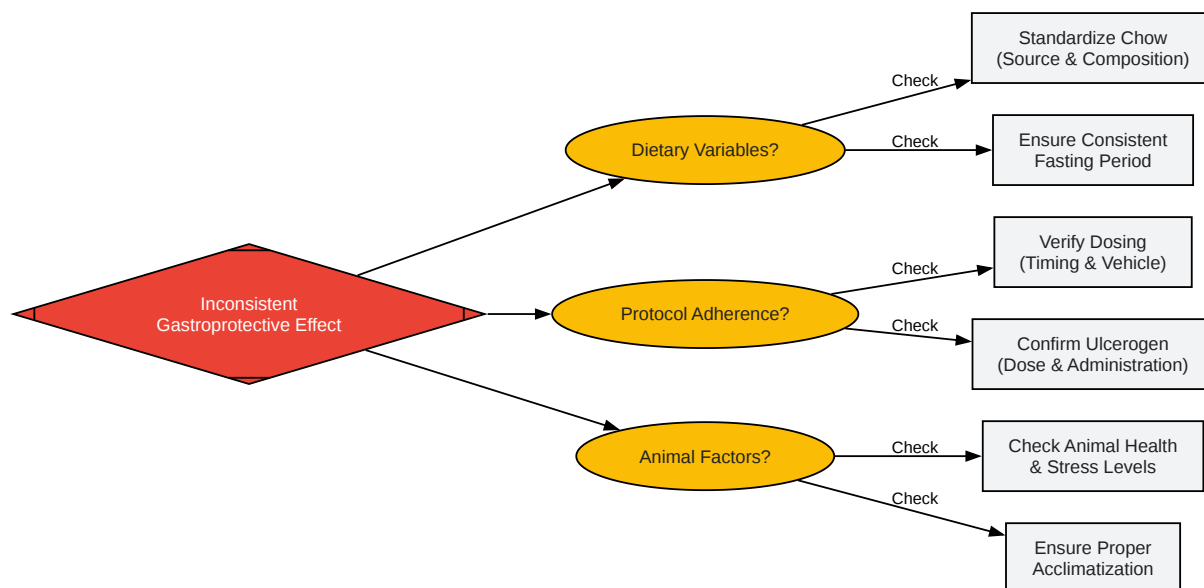 Inconsistent
Gastroprotective Effect
Dietary Variables?
Check
Standardize Chow
(Source & Composition)
Check
Ensure Consistent
Fasting Period
Protocol Adherence?
Check
Verify Dosing
(Timing & Vehicle)
Check
Confirm Ulcerogen
(Dose & Administration)
Animal Factors?
Check
Check Animal Health
& Stress Levels
Check
Ensure Proper
Acclimatization